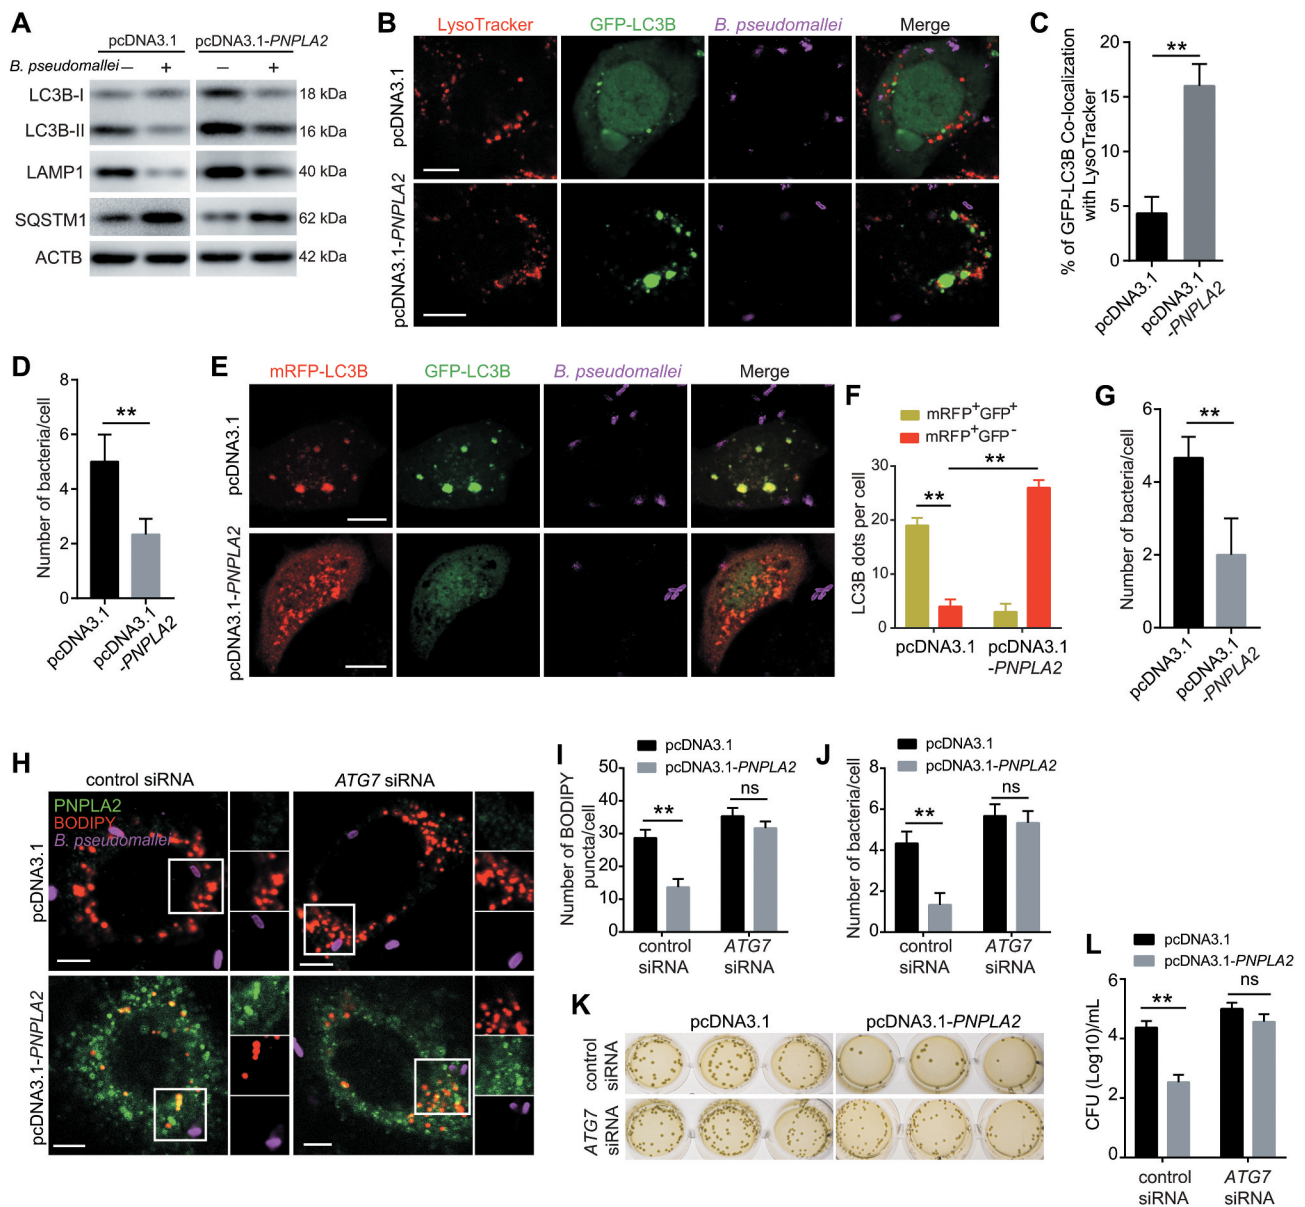 A
pcDNA3.1 pcDNA3.1-PNPLA2
B. pseudomallei — + — +
LC3B-I 18 kDa
LC3B-II 16 kDa
LAMP1 40 kDa
SQSTM1 62 kDa
ACTB 42 kDa
B
LysoTracker GFP-LC3B B. pseudomallei Merge
pcDNA3.1
pcDNA3.1-PNPLA2
C
% of GFP-LC3B Co-localization
with LysoTracker
20
15
10
5
0
**
pcDNA3.1
pcDNA3.1
-PNPLA2
D
Number of bacteria/cell
8
6
4
2
0
**
pcDNA3.1
pcDNA3.1
-PNPLA2
E
mRFP-LC3B GFP-LC3B B. pseudomallei Merge
pcDNA3.1
pcDNA3.1-PNPLA2
F
mRFP+GFP+
mRFP+GFP-
LC3B dots per cell
30
20
10
0
**
**
pcDNA3.1 pcDNA3.1
-PNPLA2
G
Number of bacteria/cell
6
4
2
0
**
pcDNA3.1
pcDNA3.1
-PNPLA2
H
control siRNA ATG7 siRNA
PNPLA2
BODIPY
B. pseudomallei
pcDNA3.1
pcDNA3.1-PNPLA2
I
pcDNA3.1
pcDNA3.1-PNPLA2
Number of BODIPY
puncta/cell
50
40
30
20
10
0
** ns
control ATG7
siRNA siRNA
J
pcDNA3.1
pcDNA3.1-PNPLA2
Number of bacteria/cell
8
6
4
2
0
** ns
control ATG7
siRNA siRNA
K
pcDNA3.1 pcDNA3.1-PNPLA2
control
siRNA
ATG7
siRNA
L
pcDNA3.1
pcDNA3.1-PNPLA2
CFU (Log10)/mL
6
4
2
0
** ns
control ATG7
siRNA siRNA